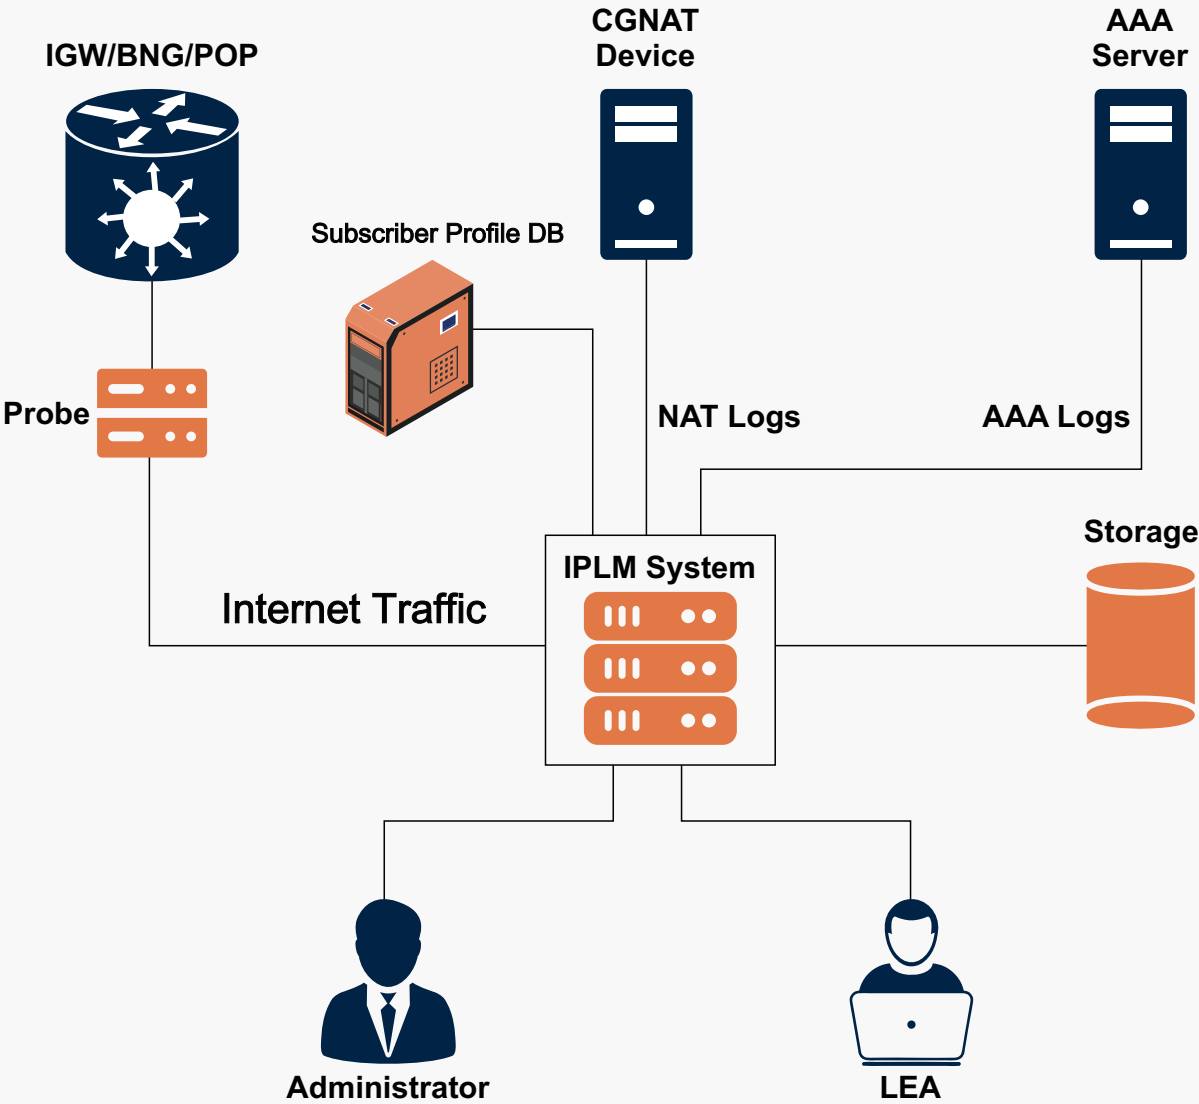 CGNAT
Device
AAA
Server
IGW/BNG/POP
Subscriber Profile DB
Probe
NAT Logs
AAA Logs
Storage
IPLM System
Internet Traffic
Administrator
LEA